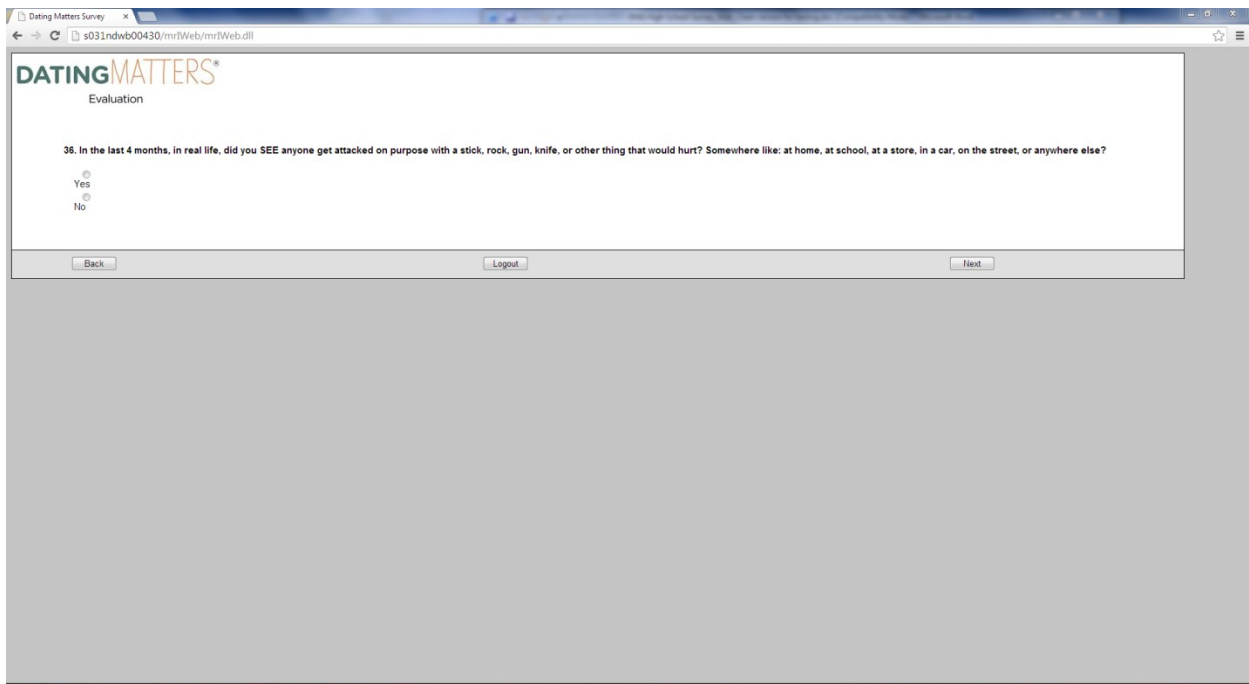 Dating Matters Survey
s031ndwb00430/mrIWeb/mrIWeb.dll
DATINGMATTERS®
Evaluation
36. In the last 4 months, in real life, did you SEE anyone get attacked on purpose with a stick, rock, gun, knife, or other thing that would hurt? Somewhere like: at home, at school, at a store, in a car, on the street, or anywhere else?
Yes
No
Back Logout Next